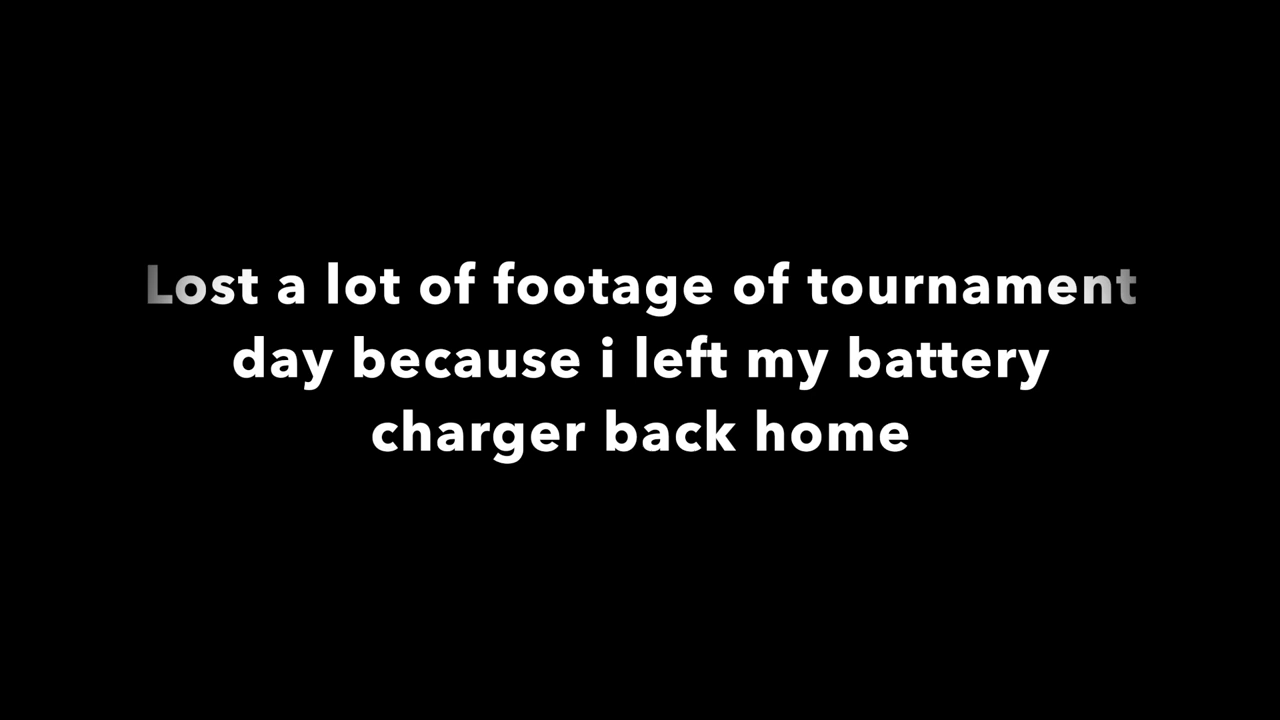 Lost a lot of footage of tournament
day because i left my battery
charger back home